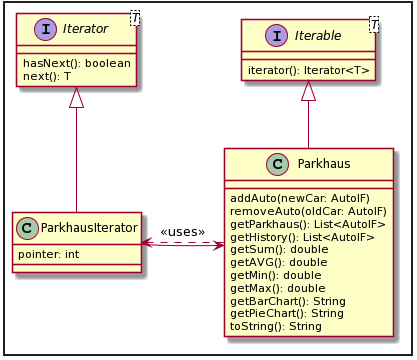 I Iterator T
hasNext(): boolean
next(): T
I Iterable T
iterator(): Iterator<T>
C ParkhausIterator
pointer: int
«uses»
C Parkhaus
addAuto(newCar: AutoIF)
removeAuto(oldCar: AutoIF)
getParkhaus(): List<AutoIF>
getHistory(): List<AutoIF>
getSum(): double
getAVG(): double
getMin(): double
getMax(): double
getBarChart(): String
getPieChart(): String
toString(): String